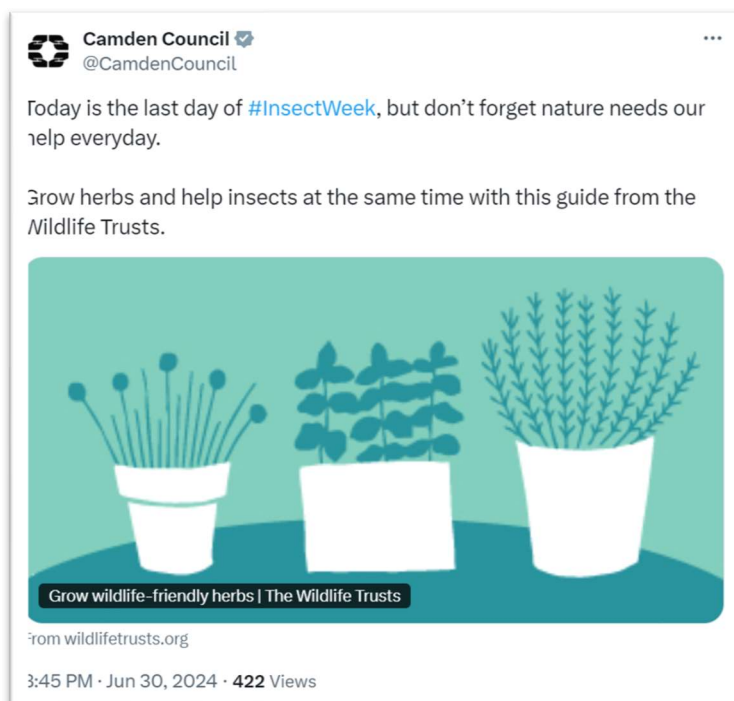 Camden Council
@CamdenCouncil
Today is the last day of #InsectWeek, but don’t forget nature needs our
help everyday.
Grow herbs and help insects at the same time with this guide from the
Wildlife Trusts.
Grow wildlife-friendly herbs | The Wildlife Trusts
From wildlifetrusts.org
3:45 PM · Jun 30, 2024 · 422 Views